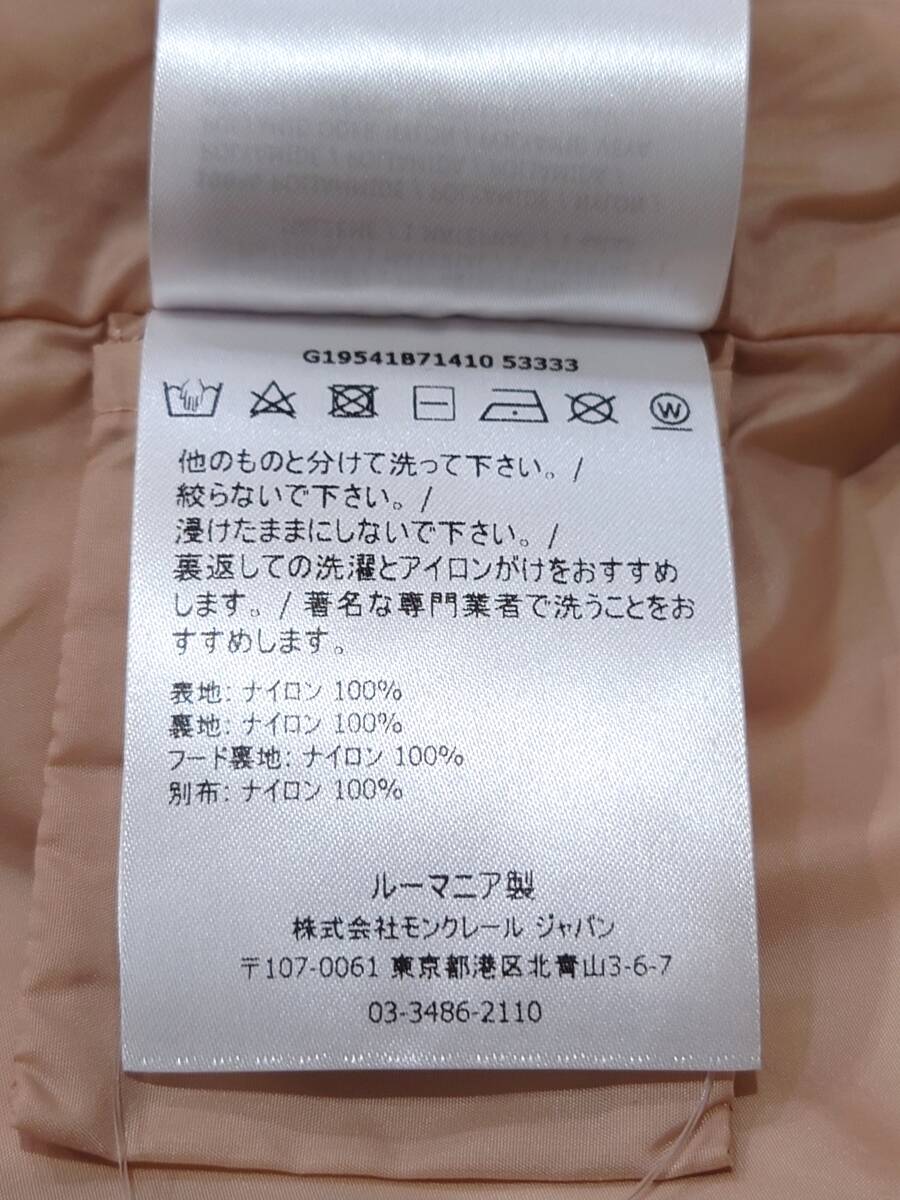 G19541871410 53333
W
他のものと分けて洗って下さい。/
絞らないで下さい。/
浸けたままにしないで下さい。/
裏返しての洗濯とアイロンがけをおすすめ
します。/ 著名な専門業者で洗うことをお
すすめします。
表地: ナイロン 100%
裏地: ナイロン 100%
フード裏地: ナイロン 100%
別布: ナイロン 100%
ルーマニア製
株式会社モンクレール ジャパン
〒107-0061 東京都港区北青山3-6-7
03-3486-2110